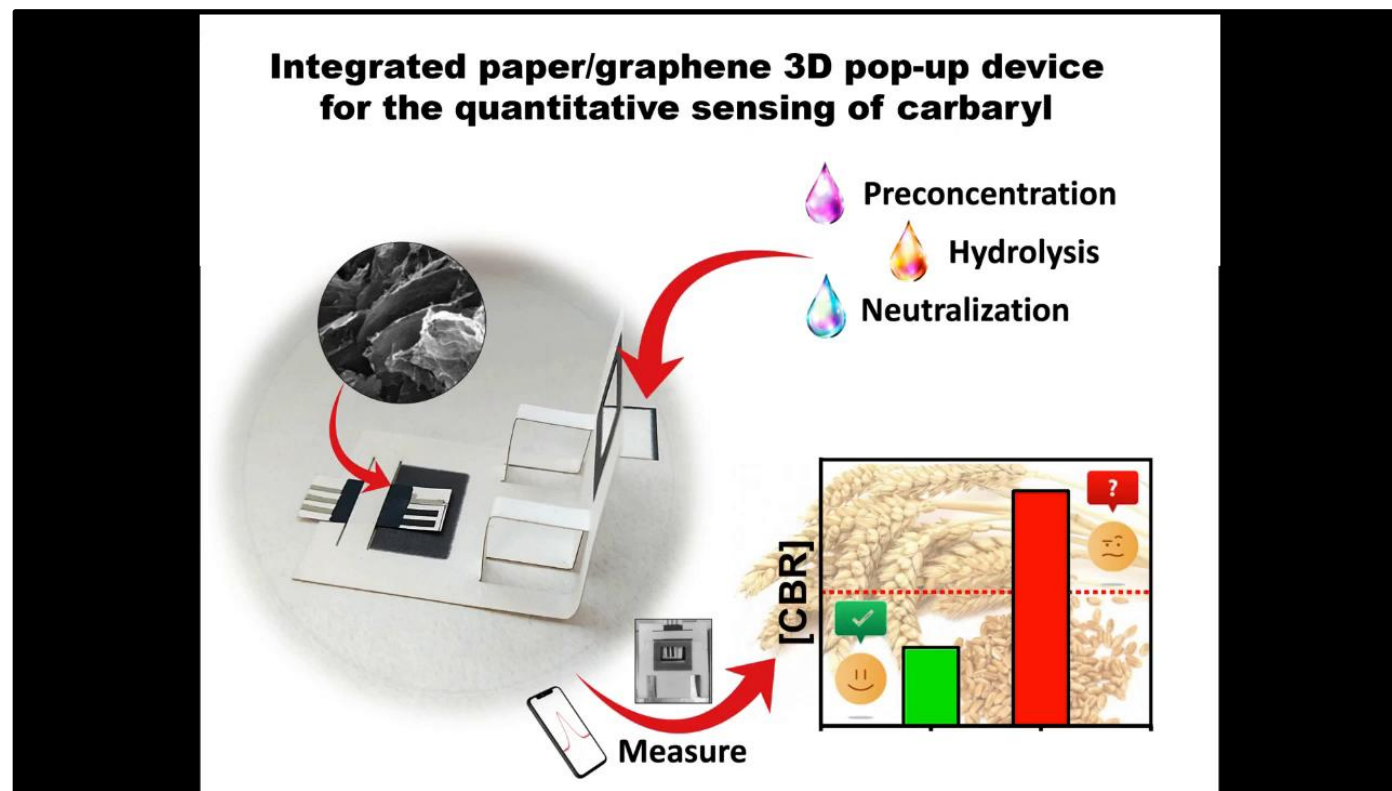 Integrated paper/graphene 3D pop-up device
for the quantitative sensing of carbaryl
Preconcentration
Hydrolysis
Neutralization
[CBR]
?
Measure